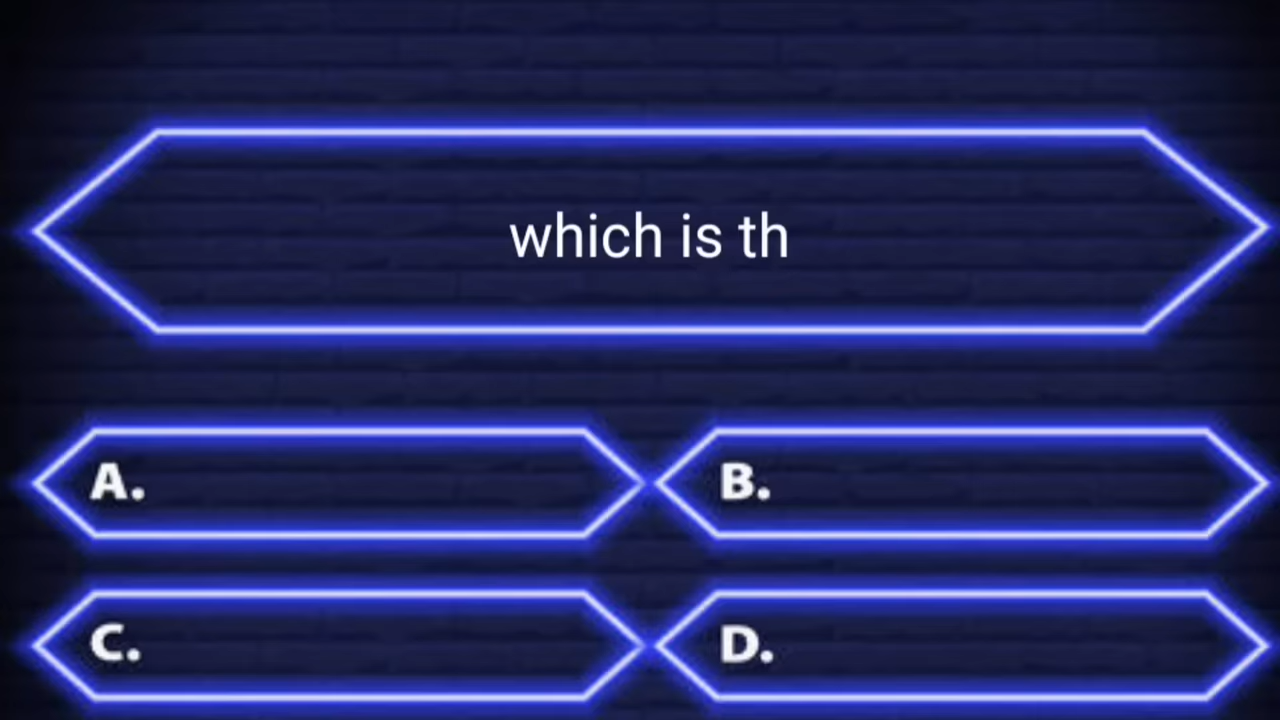 which is th
A.
B.
C.
D.